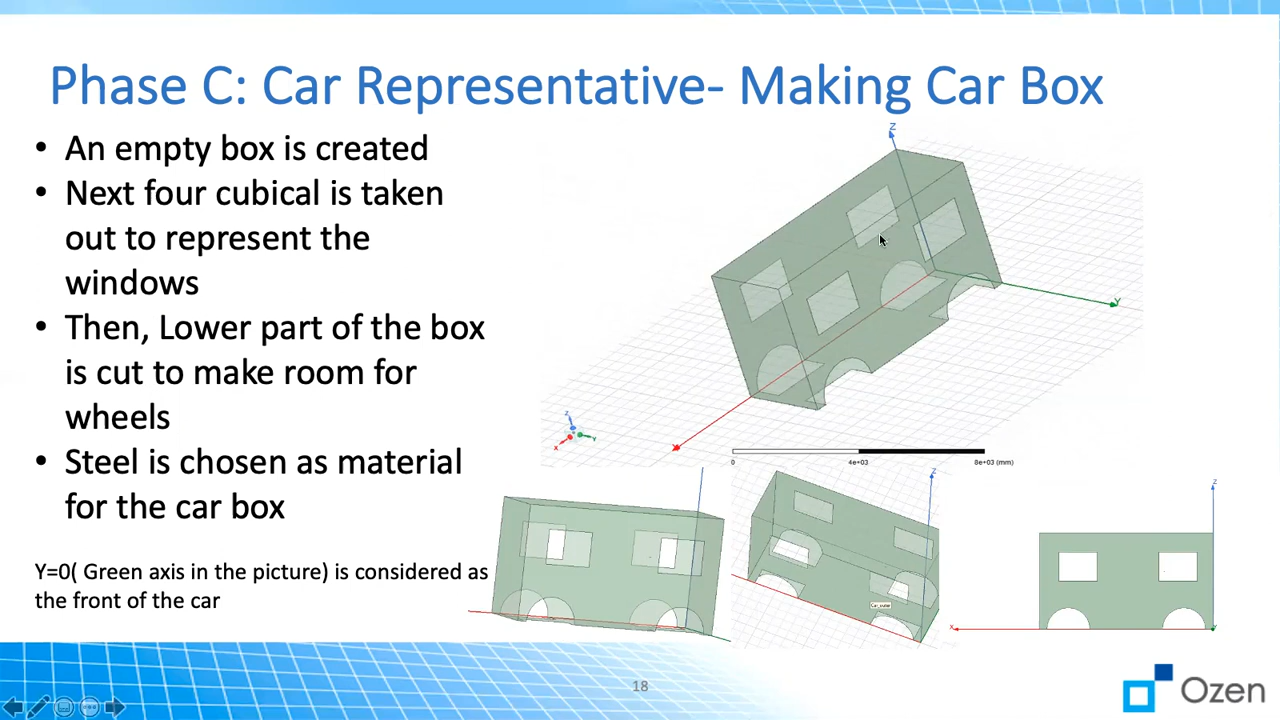 Phase C: Car Representative- Making Car Box
• An empty box is created
• Next four cubical is taken
out to represent the
windows
• Then, Lower part of the box
is cut to make room for
wheels
• Steel is chosen as material
for the car box
Y=0( Green axis in the picture) is considered as
the front of the car
Z
Y
X
Z
Y
X
0
4e+03
8e+03 (mm)
Z
Car_outer
Z
X
Y
18
Ozen